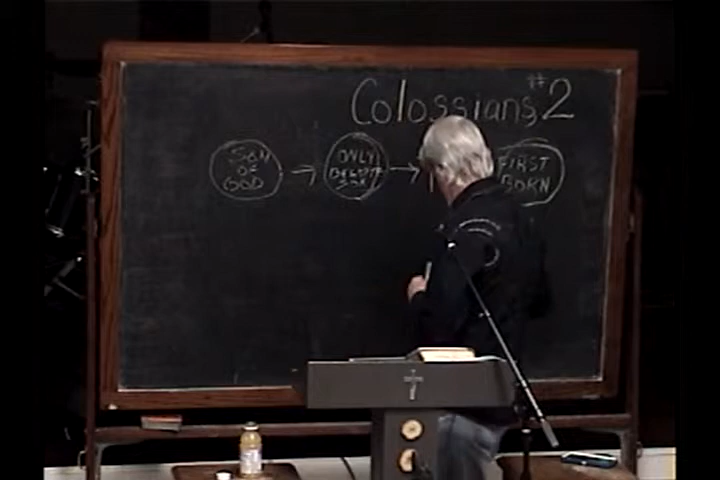 Colossians #2
SON
OF
GOD
ONLY
BEGOTTEN
SON
FIRST
BORN